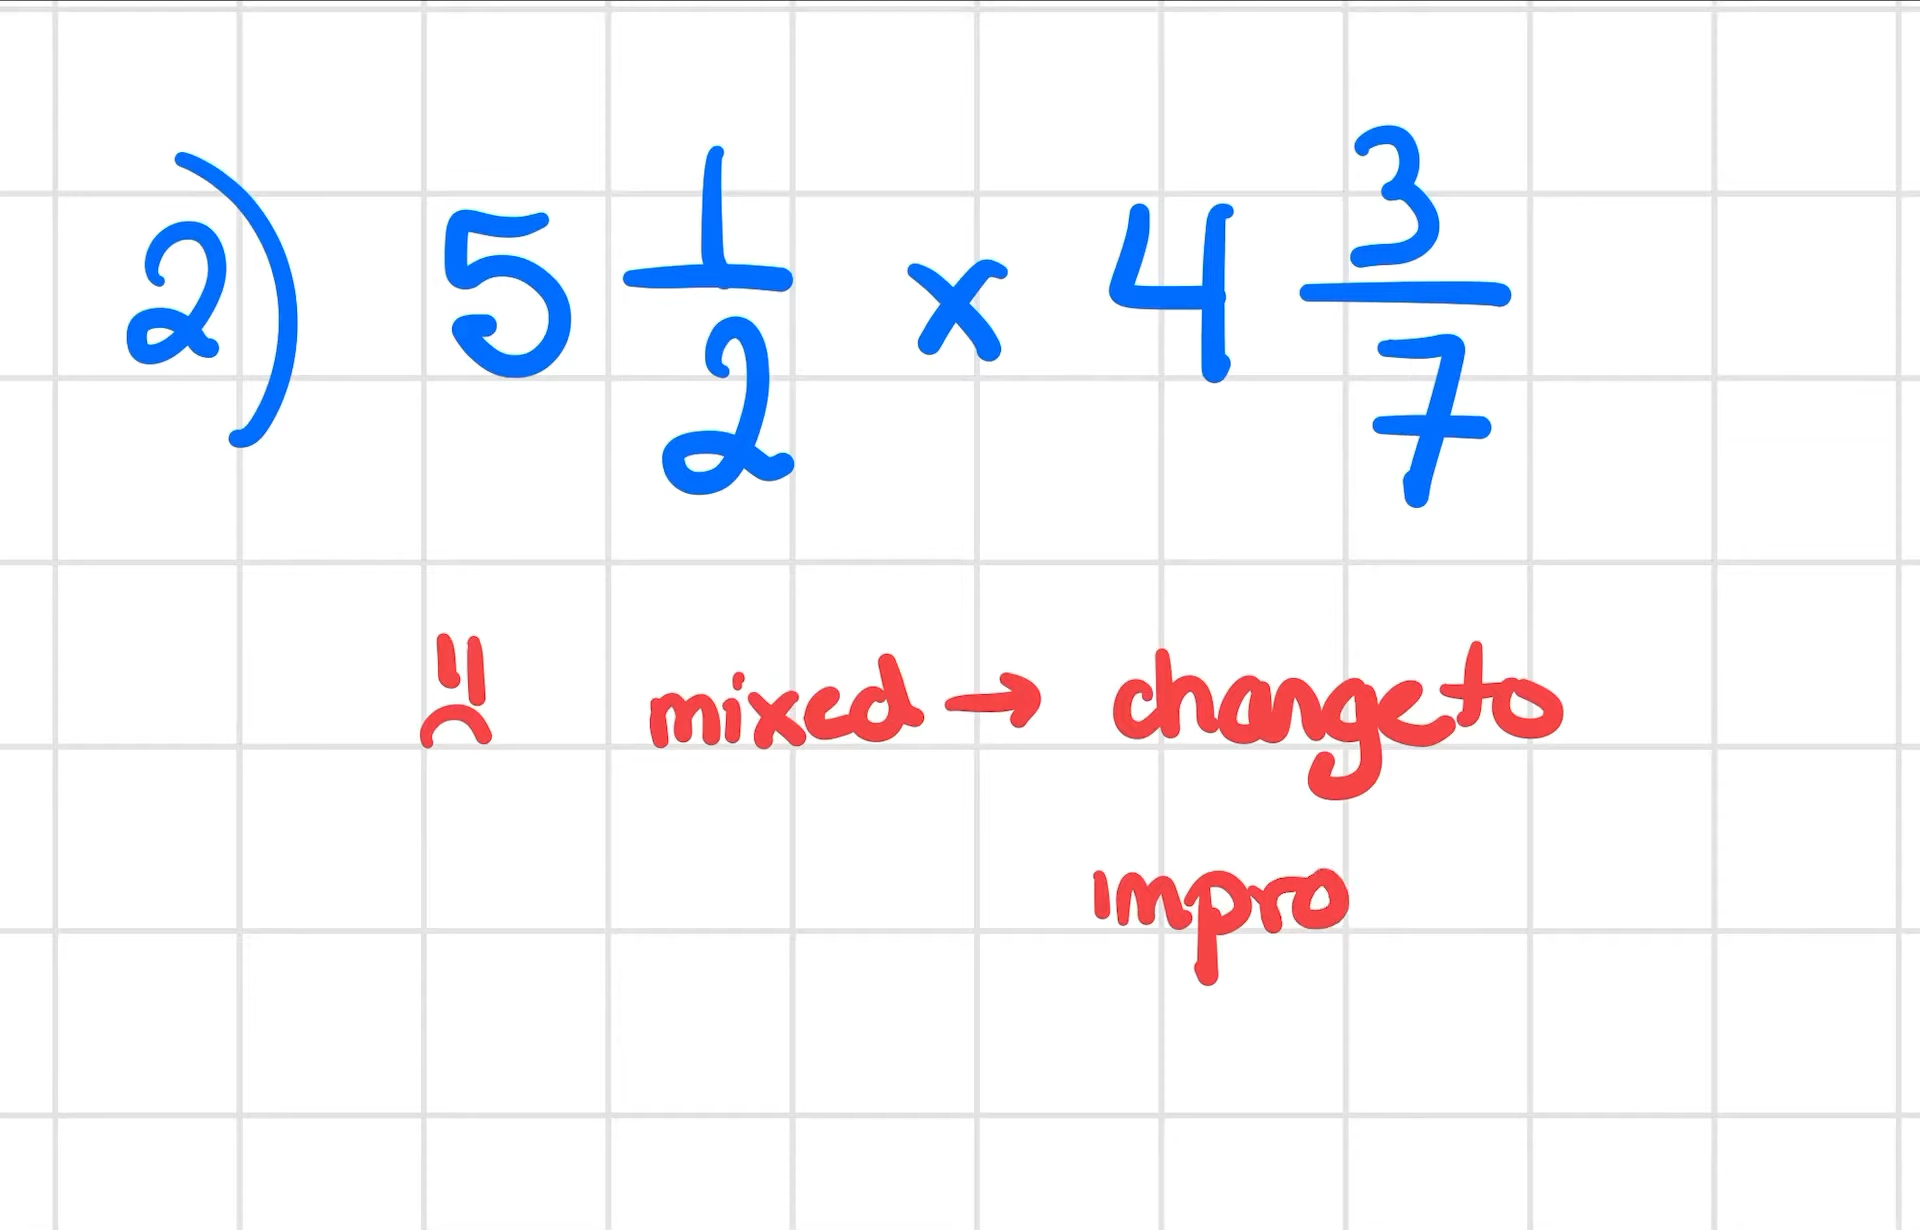 2) 5 1/2 × 4 3/7
mixed → change to
impro